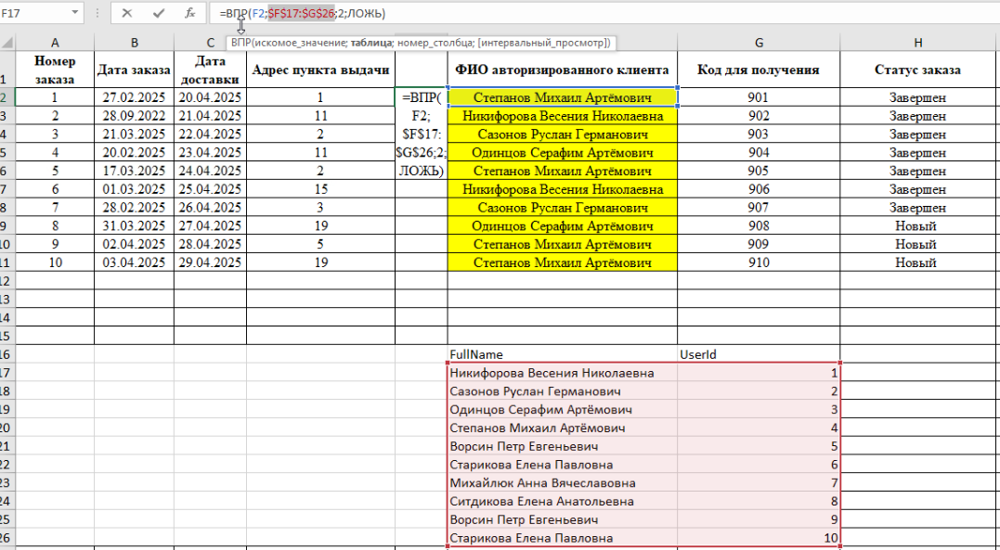 F17 =ВПР(F2;$F$17:$G$26;2;ЛОЖЬ)
ВПР(искомое_значение; таблица; номер_столбца; [интервальный_просмотр])
A B C G H
1 Номер заказа Дата заказа Дата доставки Адрес пункта выдачи ФИО авторизированного клиента Код для получения Статус заказа
2 1 27.02.2025 20.04.2025 1 =ВПР( Степанов Михаил Артёмович 901 Завершен
3 2 28.09.2022 21.04.2025 11 F2; Никифорова Весения Николаевна 902 Завершен
4 3 21.03.2025 22.04.2025 2 $F$17: Сазонов Руслан Германович 903 Завершен
5 4 20.02.2025 23.04.2025 11 $G$26;2; Одинцов Серафим Артёмович 904 Завершен
6 5 17.03.2025 24.04.2025 2 ЛОЖЬ) Степанов Михаил Артёмович 905 Завершен
7 6 01.03.2025 25.04.2025 15 Никифорова Весения Николаевна 906 Завершен
8 7 28.02.2025 26.04.2025 3 Сазонов Руслан Германович 907 Завершен
9 8 31.03.2025 27.04.2025 19 Одинцов Серафим Артёмович 908 Новый
10 9 02.04.2025 28.04.2025 5 Степанов Михаил Артёмович 909 Новый
11 10 03.04.2025 29.04.2025 19 Степанов Михаил Артёмович 910 Новый
12
13
14
15
16 FullName UserId
17 Никифорова Весения Николаевна 1
18 Сазонов Руслан Германович 2
19 Одинцов Серафим Артёмович 3
20 Степанов Михаил Артёмович 4
21 Ворсин Петр Евгеньевич 5
22 Старикова Елена Павловна 6
23 Михайлюк Анна Вячеславовна 7
24 Ситдикова Елена Анатольевна 8
25 Ворсин Петр Евгеньевич 9
26 Старикова Елена Павловна 10